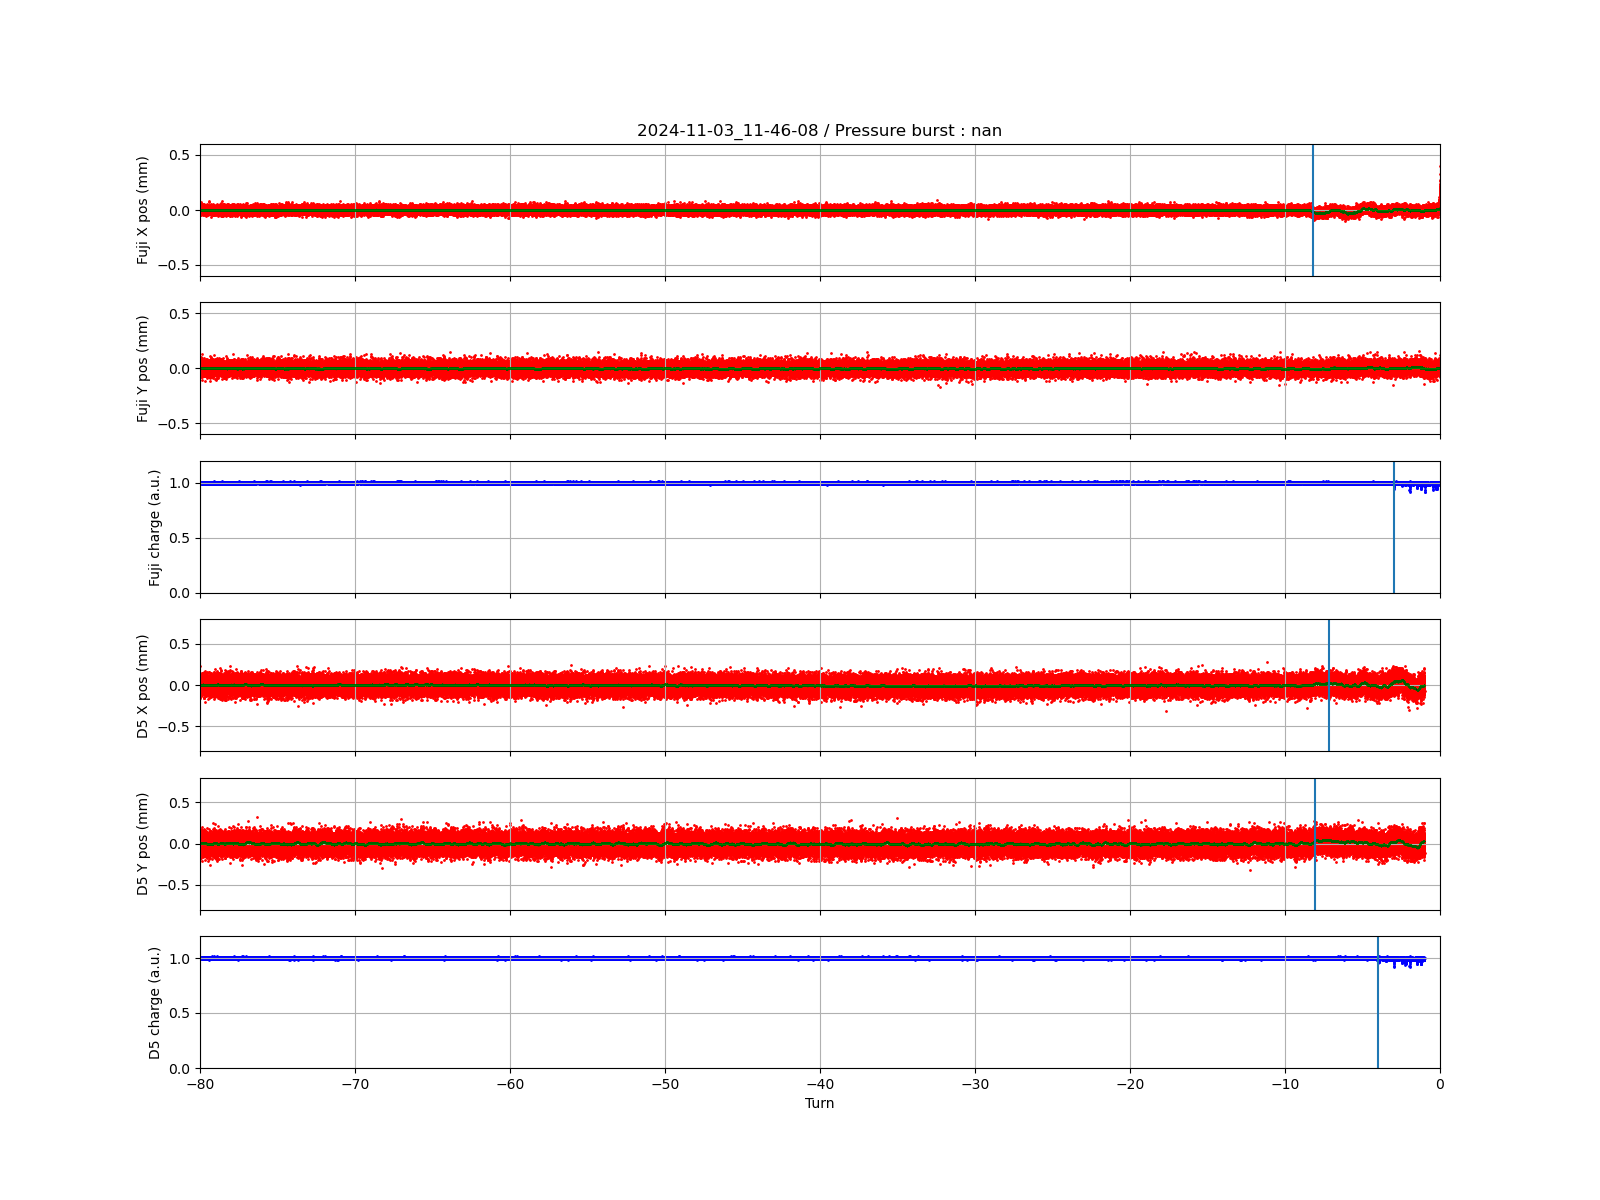 2024-11-03_11-46-08 / Pressure burst : nan
Fuji X pos (mm)
0.5
0.0
−0.5
Fuji Y pos (mm)
0.5
0.0
−0.5
Fuji charge (a.u.)
1.0
0.5
0.0
D5 X pos (mm)
0.5
0.0
−0.5
D5 Y pos (mm)
0.5
0.0
−0.5
D5 charge (a.u.)
1.0
0.5
0.0
−80 −70 −60 −50 −40 −30 −20 −10 0
Turn